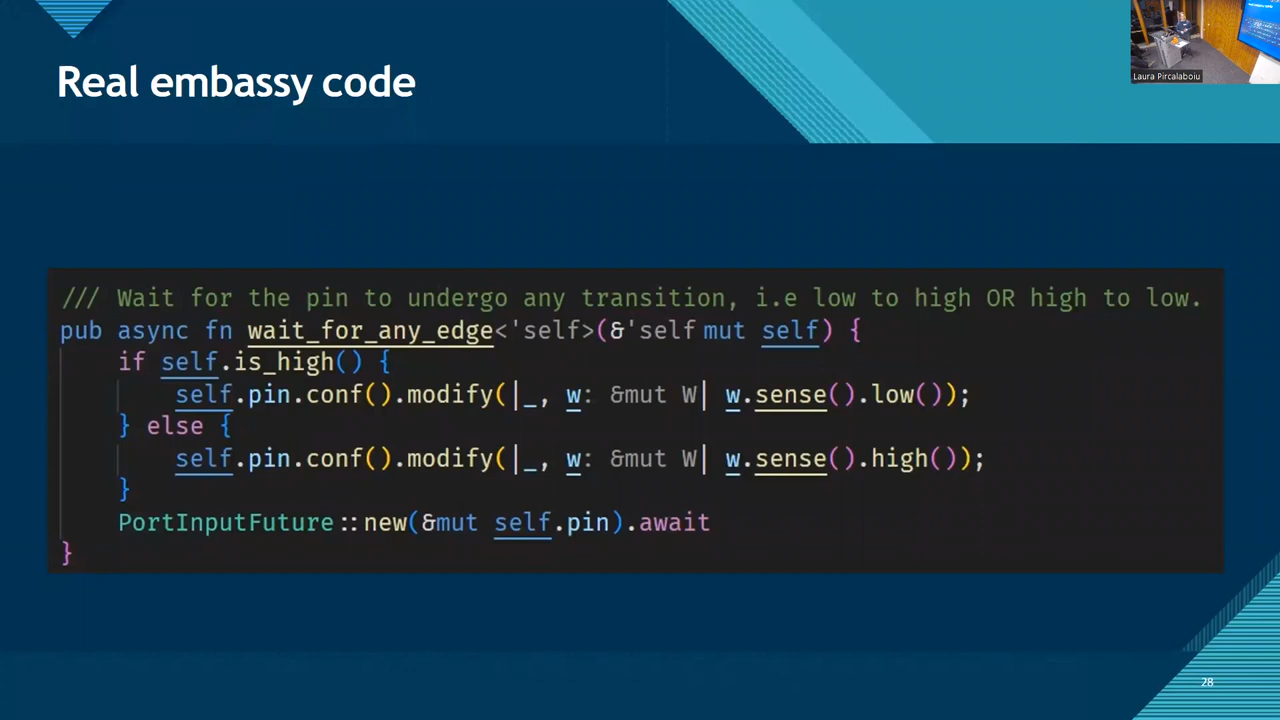 Real embassy code
Laura Pircalaboiu
/// Wait for the pin to undergo any transition, i.e low to high OR high to low.
pub async fn wait_for_any_edge<'self>(&'self mut self) {
if self.is_high() {
self.pin.conf().modify(|_, w: &mut W| w.sense().low());
} else {
self.pin.conf().modify(|_, w: &mut W| w.sense().high());
}
PortInputFuture::new(&mut self.pin).await
}
28